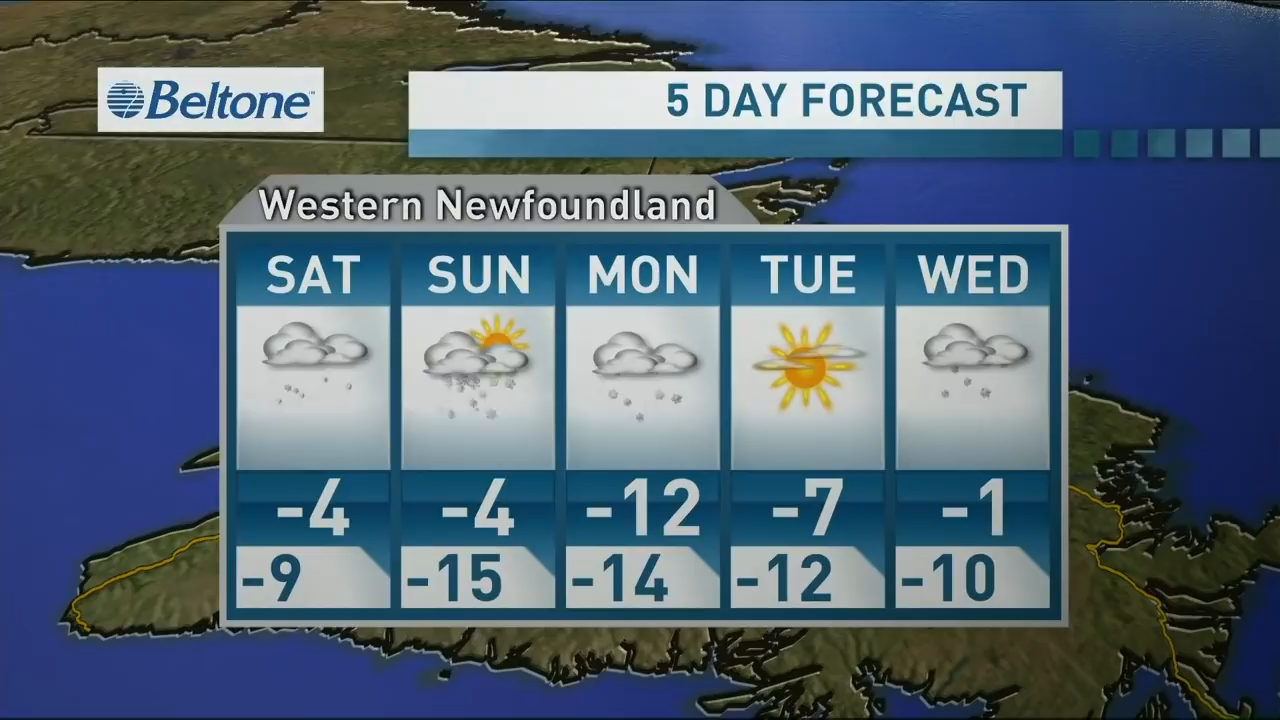 Beltone™
5 DAY FORECAST
Western Newfoundland
SAT SUN MON TUE WED
-4 -4 -12 -7 -1
-9 -15 -14 -12 -10